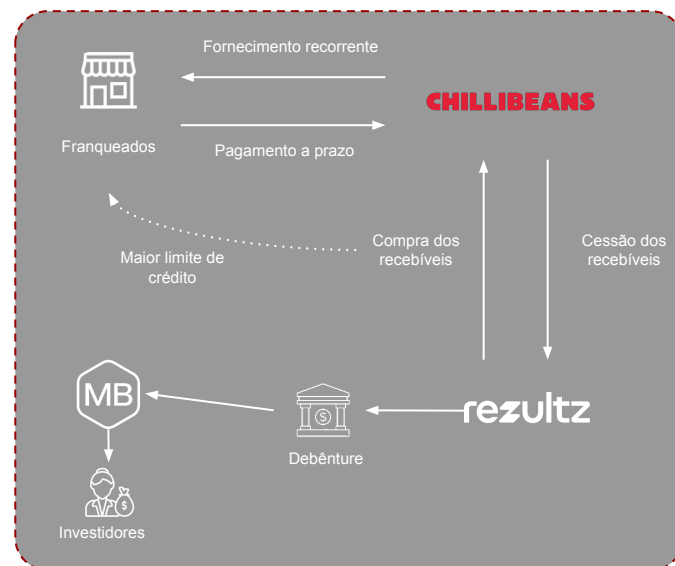 Fornecimento recorrente
CHILLIBEANS
Franqueados
Pagamento a prazo
Maior limite de
crédito
Compra dos
recebíveis
Cessão dos
recebíveis
MB
$
rezultz
Debênture
$
Investidores